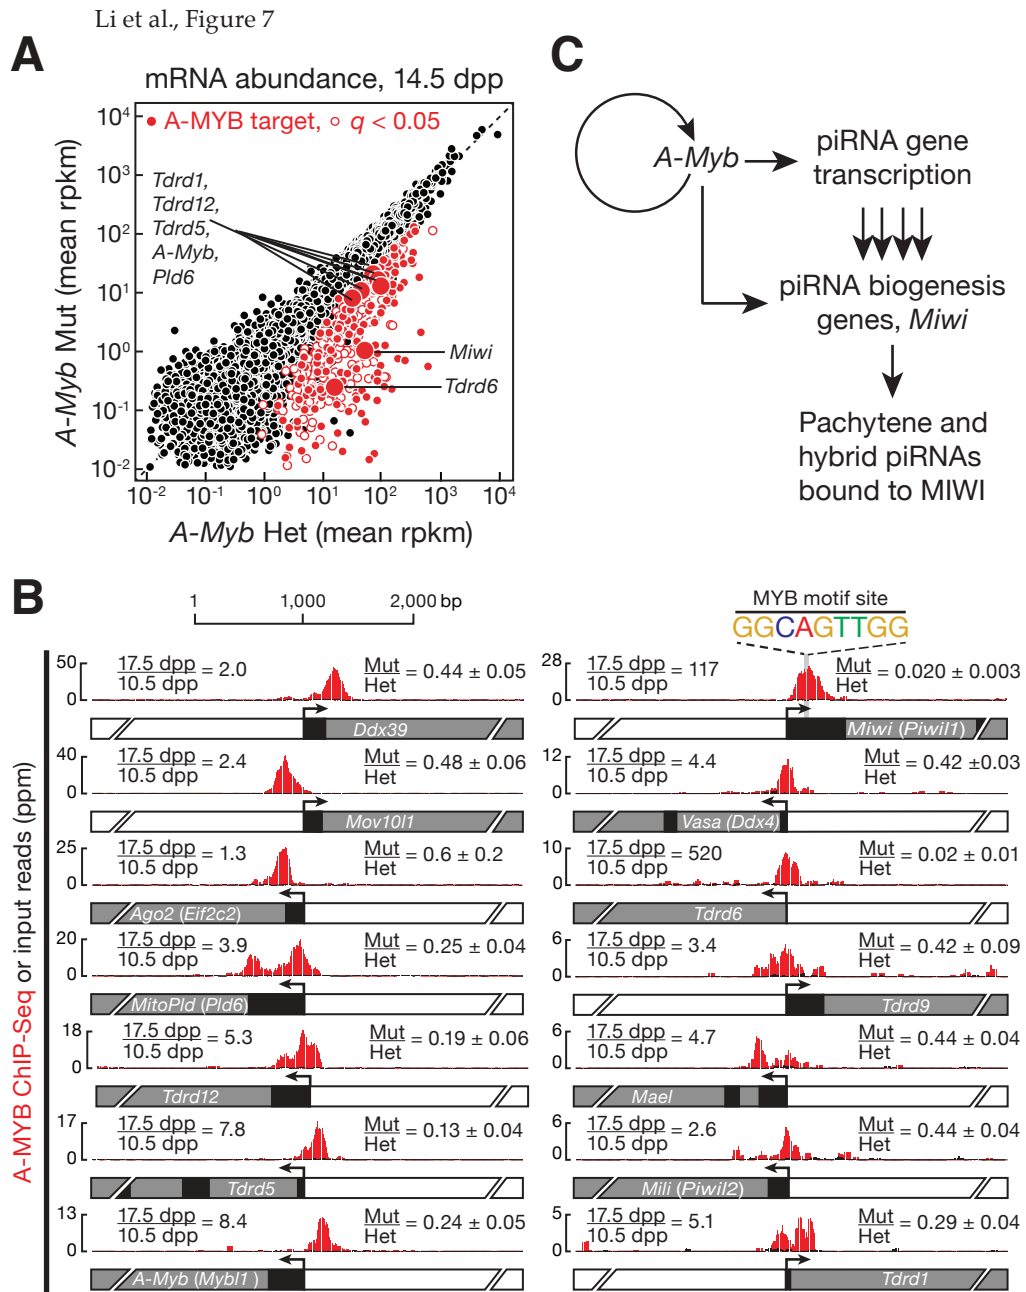 Li et al., Figure 7
A
mRNA abundance, 14.5 dpp
A-MYB target, q < 0.05
A-Myb Mut (mean rpkm)
10^4
10^3
10^2
10^1
10^0
10^-1
10^-2
Tdrd1,
Tdrd12,
Tdrd5,
A-Myb,
Pld6
Miwi
Tdrd6
10^-2 10^-1 10^0 10^1 10^2 10^3 10^4
A-Myb Het (mean rpkm)
C
A-Myb
piRNA gene
transcription
piRNA biogenesis
genes, Miwi
Pachytene and
hybrid piRNAs
bound to MIWI
B
1 1,000 2,000 bp
A-MYB ChIP-Seq or input reads (ppm)
50
0
17.5 dpp
10.5 dpp = 2.0
Mut
Het = 0.44 ± 0.05
Ddx39
40
0
17.5 dpp
10.5 dpp = 2.4
Mut
Het = 0.48 ± 0.06
Mov10l1
25
0
17.5 dpp
10.5 dpp = 1.3
Mut
Het = 0.6 ± 0.2
Ago2 (Eif2c2)
20
0
17.5 dpp
10.5 dpp = 3.9
Mut
Het = 0.25 ± 0.04
MitoPld (Pld6)
18
0
17.5 dpp
10.5 dpp = 5.3
Mut
Het = 0.19 ± 0.06
Tdrd12
17
0
17.5 dpp
10.5 dpp = 7.8
Mut
Het = 0.13 ± 0.04
Tdrd5
13
0
17.5 dpp
10.5 dpp = 8.4
Mut
Het = 0.24 ± 0.05
A-Myb (Mybl1 )
MYB motif site
GGCAGTTGG
28
0
17.5 dpp
10.5 dpp = 117
Mut
Het = 0.020 ± 0.003
Miwi (Piwil1)
12
0
17.5 dpp
10.5 dpp = 4.4
Mut
Het = 0.42 ±0.03
Vasa (Ddx4)
10
0
17.5 dpp
10.5 dpp = 520
Mut
Het = 0.02 ± 0.01
Tdrd6
6
0
17.5 dpp
10.5 dpp = 3.4
Mut
Het = 0.42 ± 0.09
Tdrd9
6
0
17.5 dpp
10.5 dpp = 4.7
Mut
Het = 0.44 ± 0.04
Mael
6
0
17.5 dpp
10.5 dpp = 2.6
Mut
Het = 0.44 ± 0.04
Mili (Piwil2)
5
0
17.5 dpp
10.5 dpp = 5.1
Mut
Het = 0.29 ± 0.04
Tdrd1